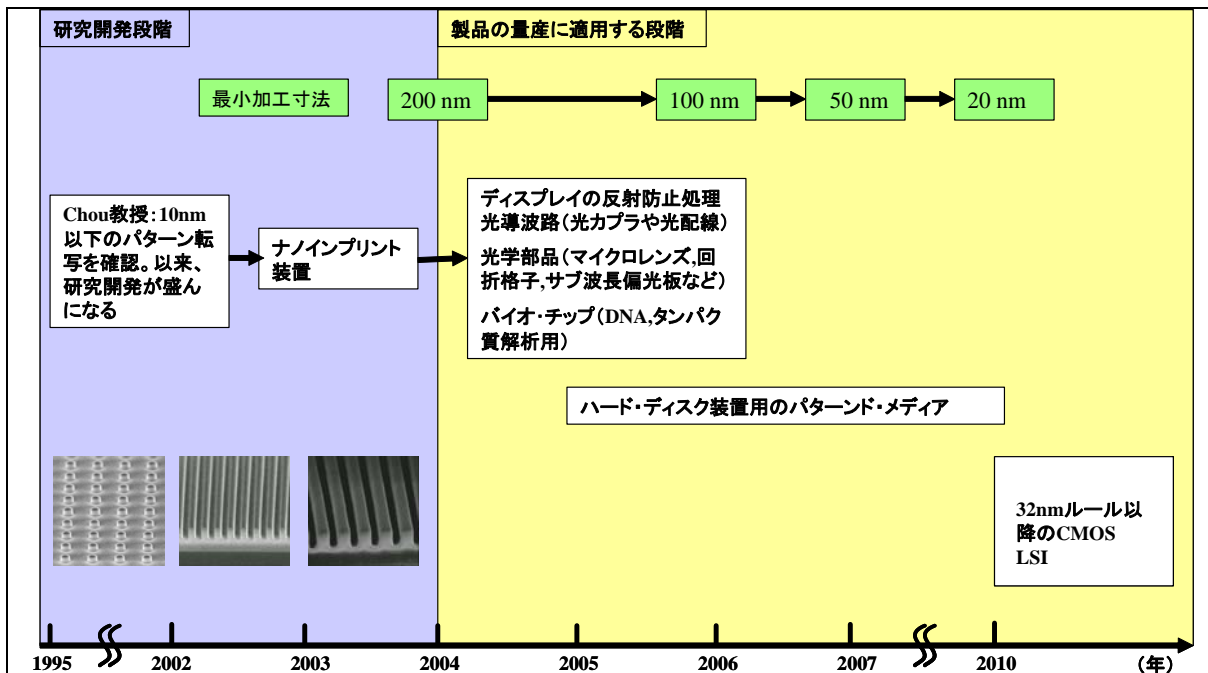 研究開発段階
製品の量産に適用する段階
最小加工寸法
200 nm
100 nm
50 nm
20 nm
Chou教授：10nm
以下のパターン転
写を確認。以来、
研究開発が盛ん
になる
ナノインプリント
装置
ディスプレイの反射防止処理
光導波路(光カプラや光配線)
光学部品(マイクロレンズ,回
折格子,サブ波長偏光板など)
バイオ・チップ(DNA,タンパク
質解析用)
ハード・ディスク装置用のパターンド・メディア
32nmルール以
降のCMOS
LSI
1995
2002
2003
2004
2005
2006
2007
2010
(年)